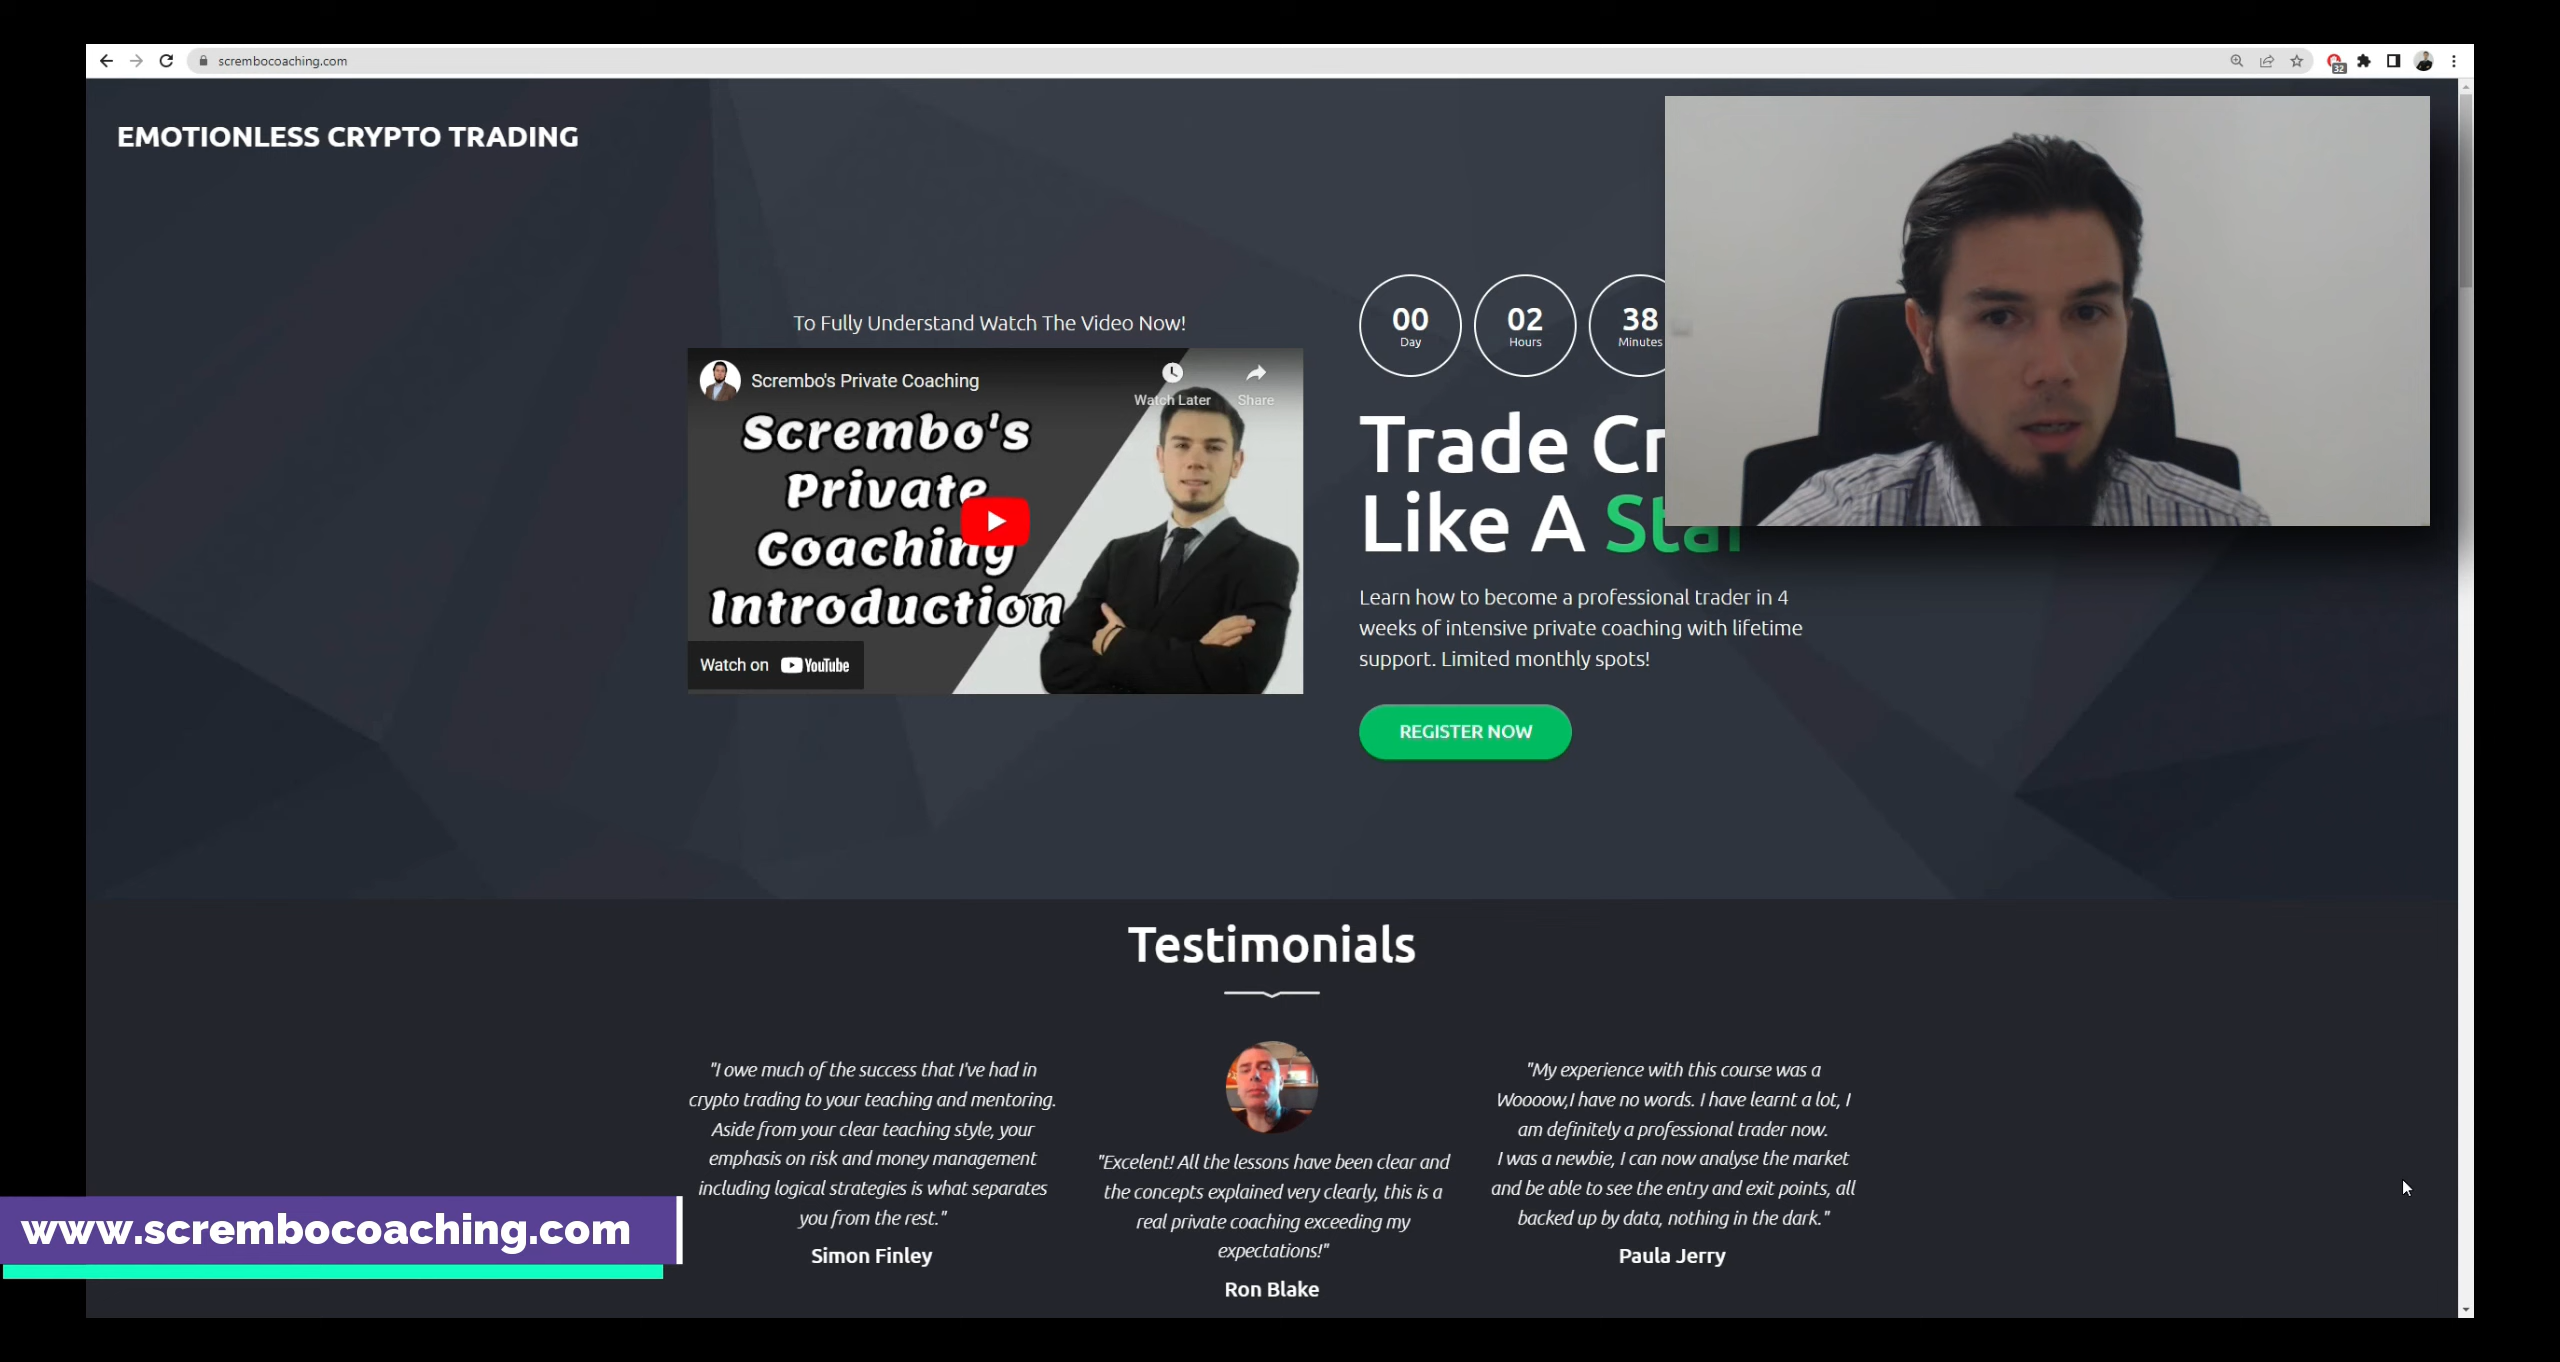 scrembocoaching.com
32
EMOTIONLESS CRYPTO TRADING
To Fully Understand Watch The Video Now!
Scrembo's Private Coaching
Watch Later
Share
Scrembo's
Private
Coaching
Introduction
Watch on YouTube
00
Day
02
Hours
38
Minutes
Trade Cr
Like A Star
Learn how to become a professional trader in 4
weeks of intensive private coaching with lifetime
support. Limited monthly spots!
REGISTER NOW
Testimonials
"I owe much of the success that I've had in
crypto trading to your teaching and mentoring.
Aside from your clear teaching style, your
emphasis on risk and money management
including logical strategies is what separates
you from the rest."
Simon Finley
"Excelent! All the lessons have been clear and
the concepts explained very clearly, this is a
real private coaching exceeding my
expectations!"
Ron Blake
"My experience with this course was a
Woooow,I have no words. I have learnt a lot, I
am definitely a professional trader now.
I was a newbie, I can now analyse the market
and be able to see the entry and exit points, all
backed up by data, nothing in the dark."
Paula Jerry
www.scrembocoaching.com